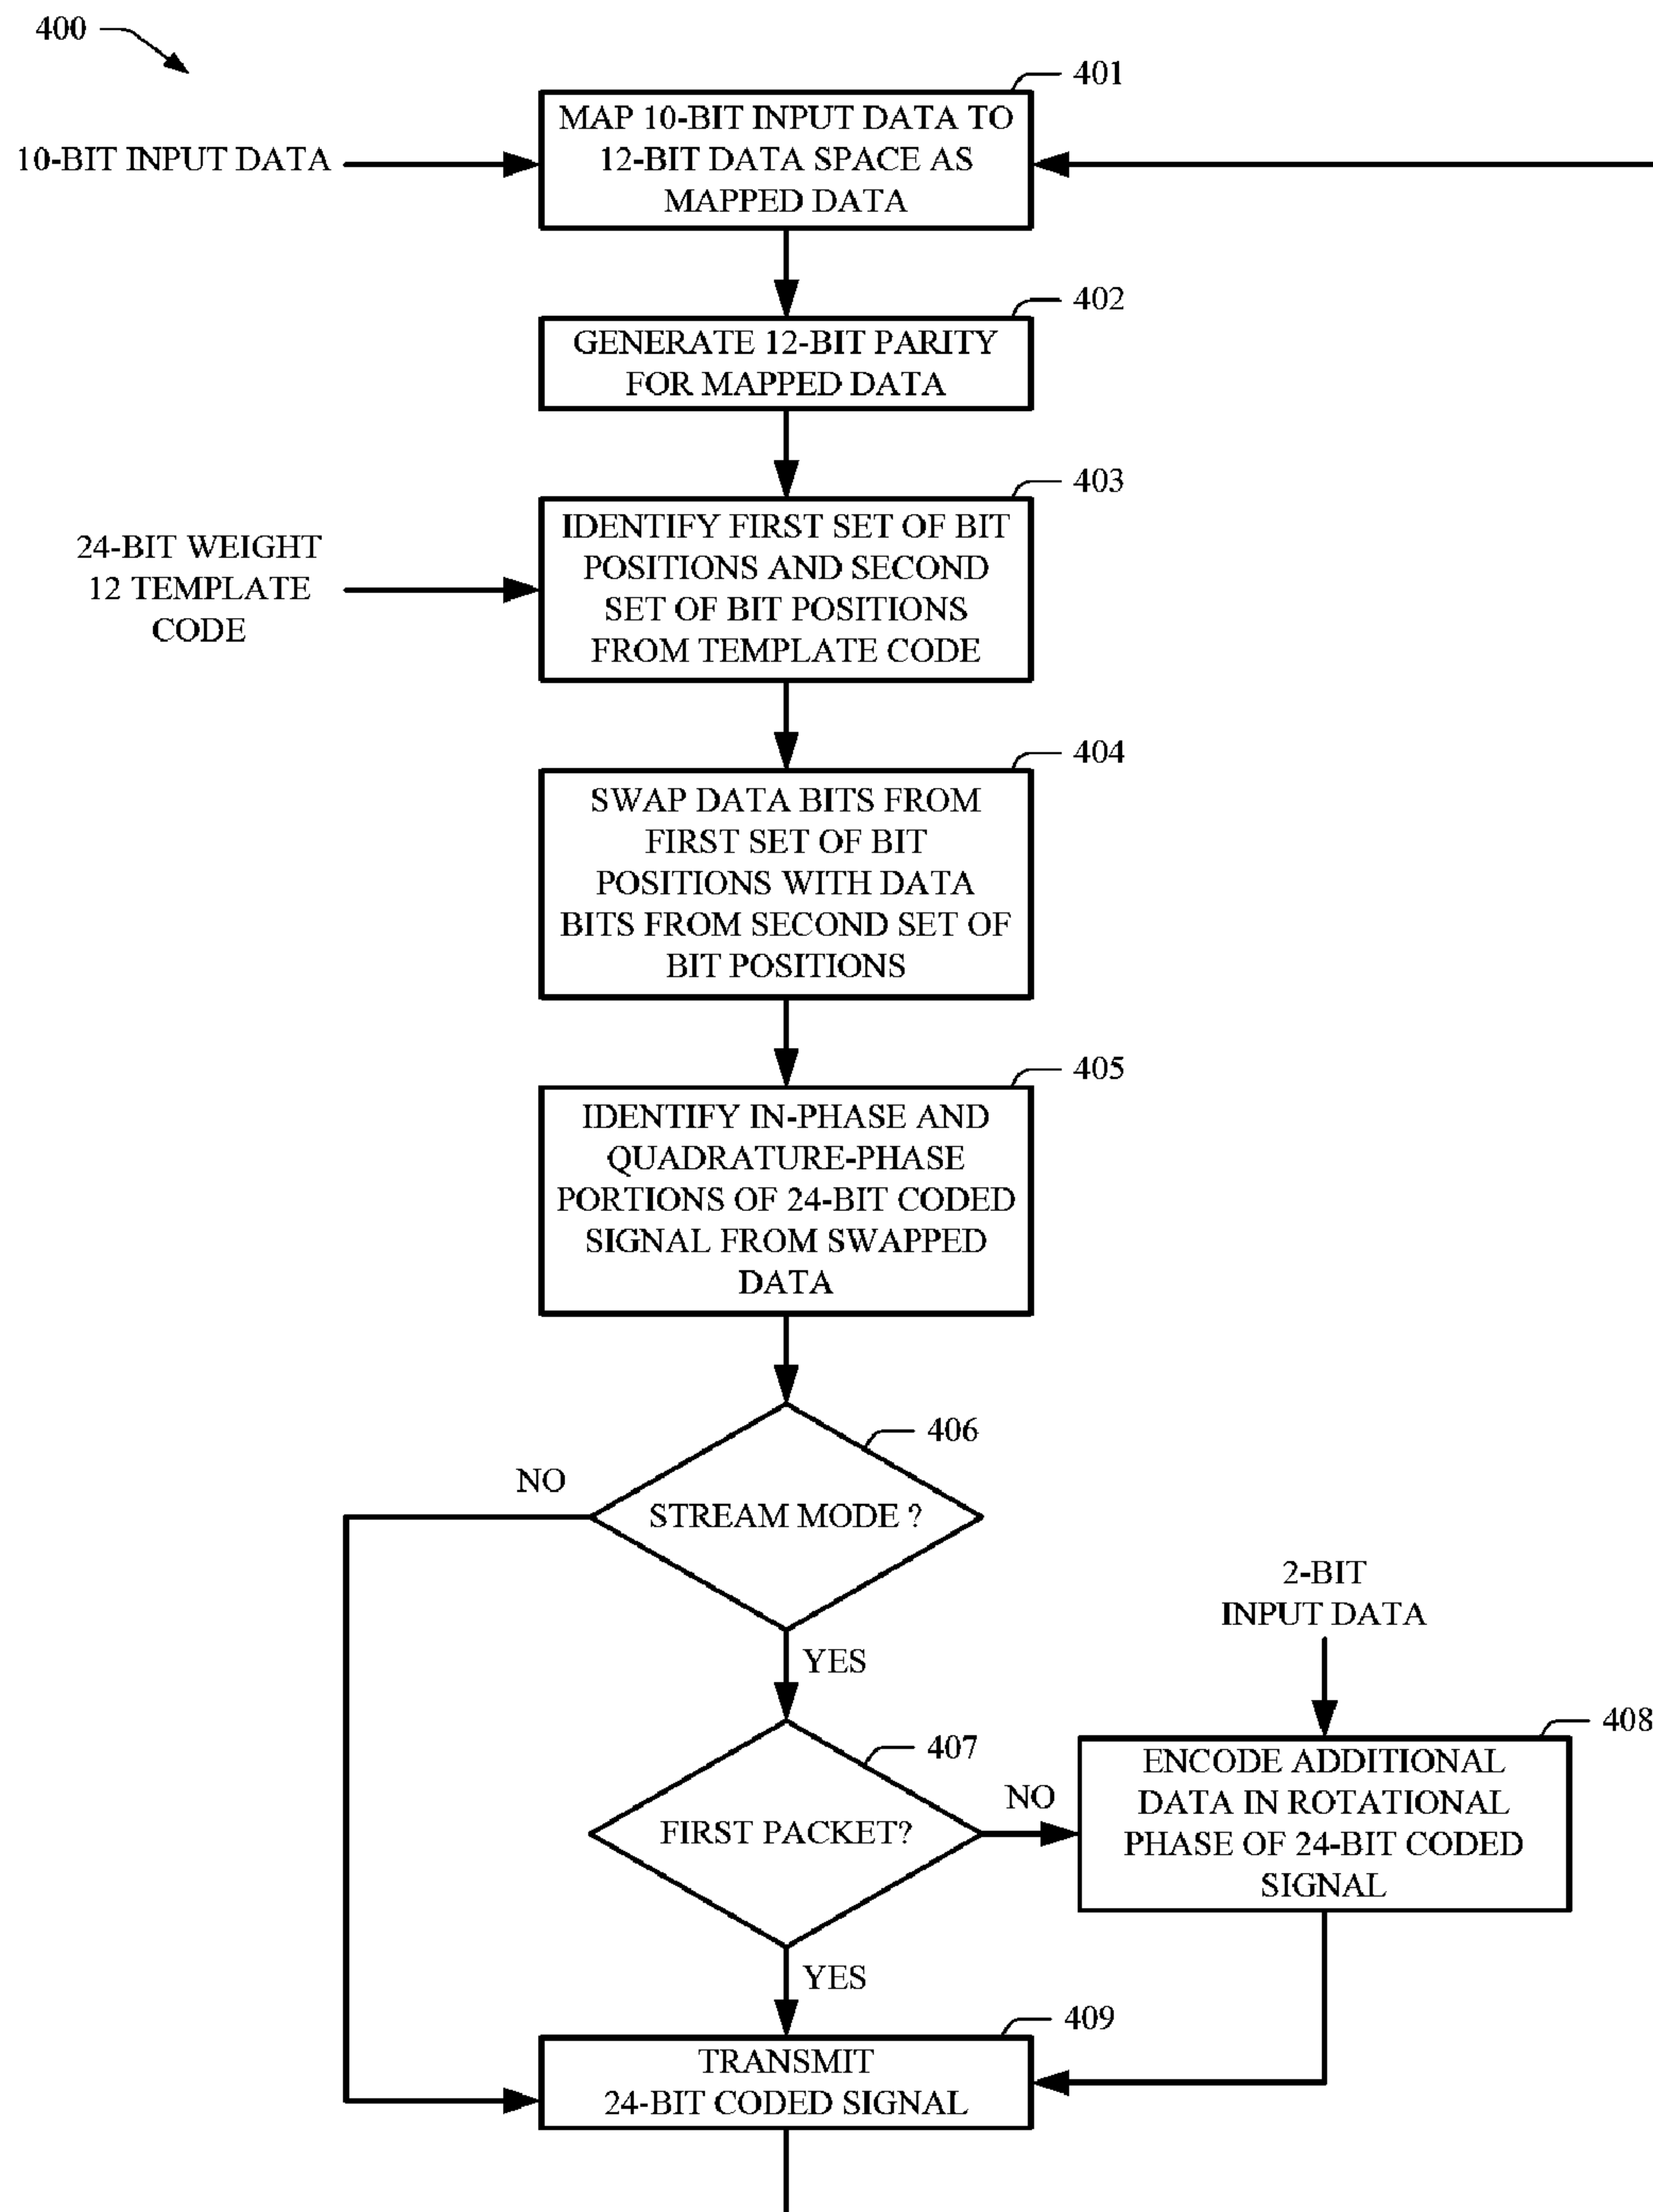 400
401
MAP 10-BIT INPUT DATA TO
12-BIT DATA SPACE AS
MAPPED DATA
10-BIT INPUT DATA
402
GENERATE 12-BIT PARITY
FOR MAPPED DATA
403
IDENTIFY FIRST SET OF BIT
POSITIONS AND SECOND
SET OF BIT POSITIONS
FROM TEMPLATE CODE
24-BIT WEIGHT
12 TEMPLATE
CODE
404
SWAP DATA BITS FROM
FIRST SET OF BIT
POSITIONS WITH DATA
BITS FROM SECOND SET OF
BIT POSITIONS
405
IDENTIFY IN-PHASE AND
QUADRATURE-PHASE
PORTIONS OF 24-BIT CODED
SIGNAL FROM SWAPPED
DATA
406
NO
STREAM MODE ?
YES
2-BIT
INPUT DATA
407
FIRST PACKET?
NO
408
ENCODE ADDITIONAL
DATA IN ROTATIONAL
PHASE OF 24-BIT CODED
SIGNAL
YES
409
TRANSMIT
24-BIT CODED SIGNAL